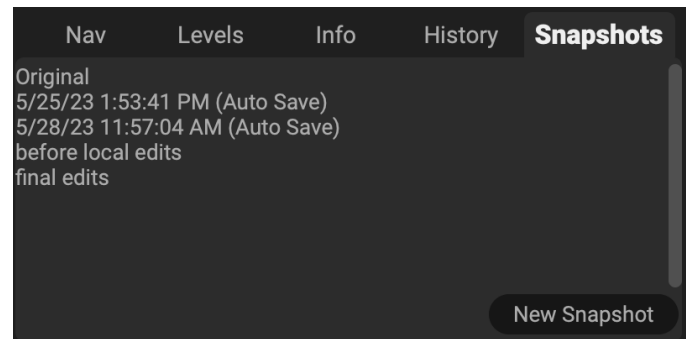 Nav Levels Info History Snapshots
Original
5/25/23 1:53:41 PM (Auto Save)
5/28/23 11:57:04 AM (Auto Save)
before local edits
final edits
New Snapshot